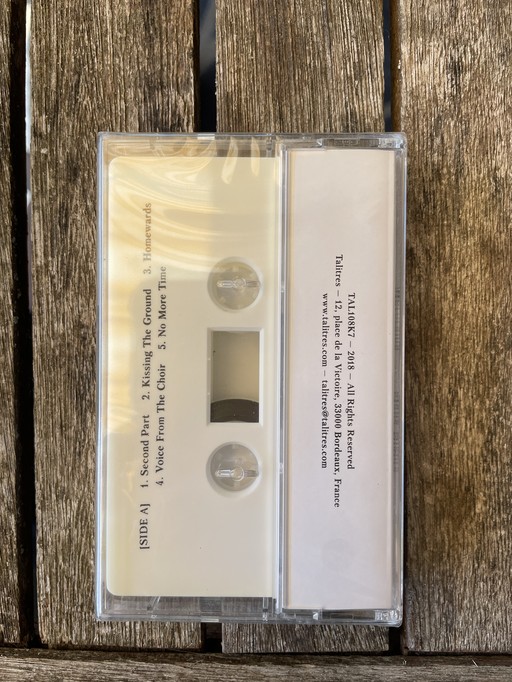 [SIDE A] 1. Second Part 2. Kissing The Ground 3. Homewards
4. Voice From The Choir 5. No More Time
TAL108K7 – 2018 – All Rights Reserved
Talitres – 12, place de la Victoire, 33000 Bordeaux, France
www.talitres.com – talitres@talitres.com